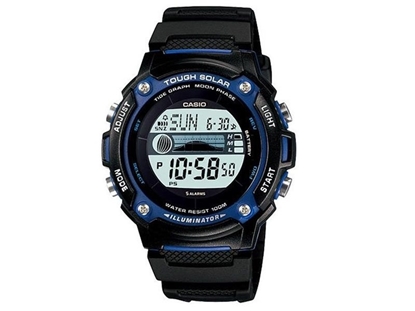 TOUGH SOLAR
TIDE GRAPH MOON PHASE
CASIO
ADJUST
LIGHT
SUN 6-30
SNZ
BATTERY
H
M
L
P 10:58 50
PS
5 ALARMS
MODE
START
WATER RESIST 100M
ILLUMINATOR